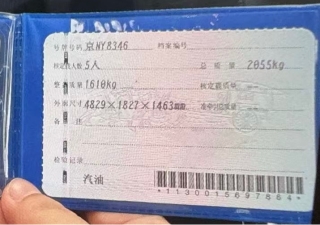 号牌号码 京NY8346 档案编号
核定载人数 5人 总质量 2055kg
整备质量 1610kg 核定载质量
外廓尺寸 4829×1827×1463mm 准牵引总质量
备注
检验记录
汽油
*1130015697864*